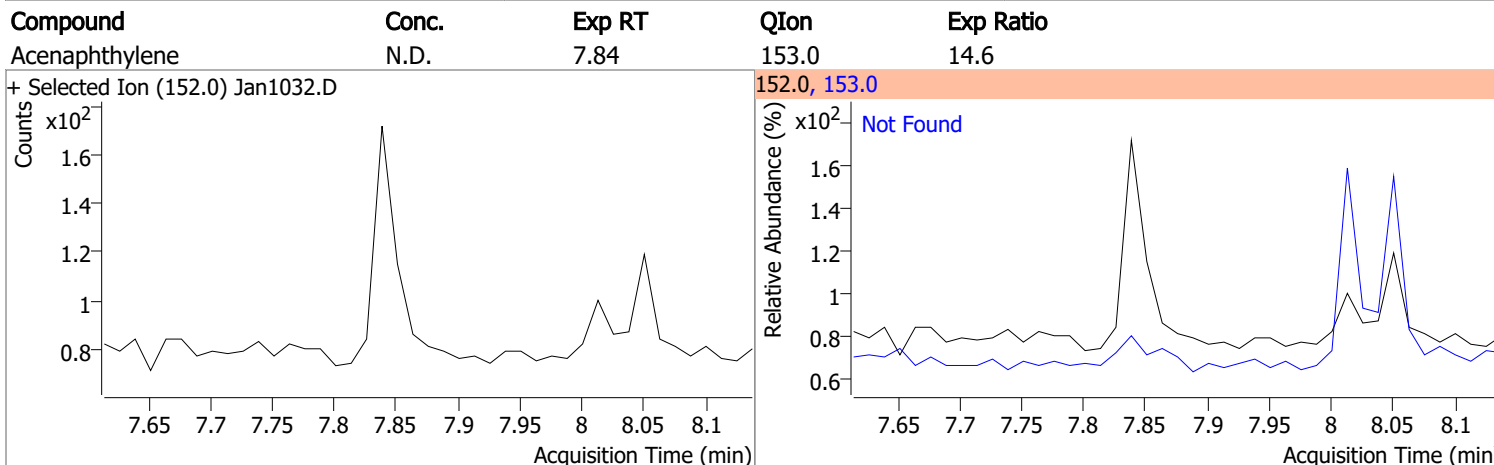 Compound Conc. Exp RT QIon Exp Ratio
Acenaphthylene N.D. 7.84 153.0 14.6
+ Selected Ion (152.0) Jan1032.D
Counts
x10²
1.6
1.4
1.2
1
0.8
7.65 7.7 7.75 7.8 7.85 7.9 7.95 8 8.05 8.1
Acquisition Time (min)
152.0, 153.0
Relative Abundance (%)
x10²
Not Found
1.6
1.4
1.2
1
0.8
0.6
7.65 7.7 7.75 7.8 7.85 7.9 7.95 8 8.05 8.1
Acquisition Time (min